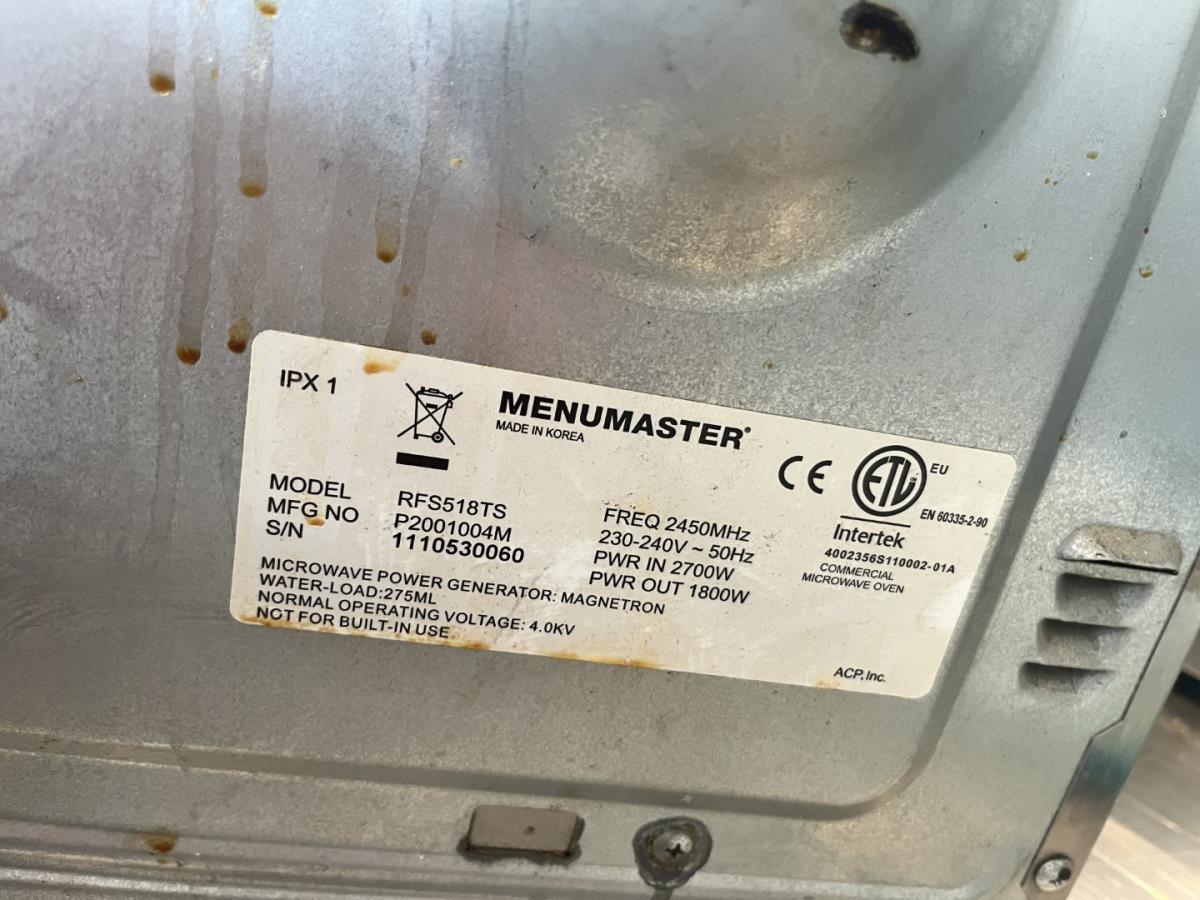 IPX 1
MENUMASTER
MADE IN KOREA
CE
ETL
EU
EN 60335-2-90
Intertek
4002356S110002-01A
COMMERCIAL
MICROWAVE OVEN
MODEL RFS518TS
MFG NO P2001004M
S/N 1110530060
FREQ 2450MHz
230-240V ~ 50Hz
PWR IN 2700W
PWR OUT 1800W
MICROWAVE POWER GENERATOR: MAGNETRON
WATER-LOAD:275ML
NORMAL OPERATING VOLTAGE: 4.0KV
NOT FOR BUILT-IN USE
ACP, Inc.